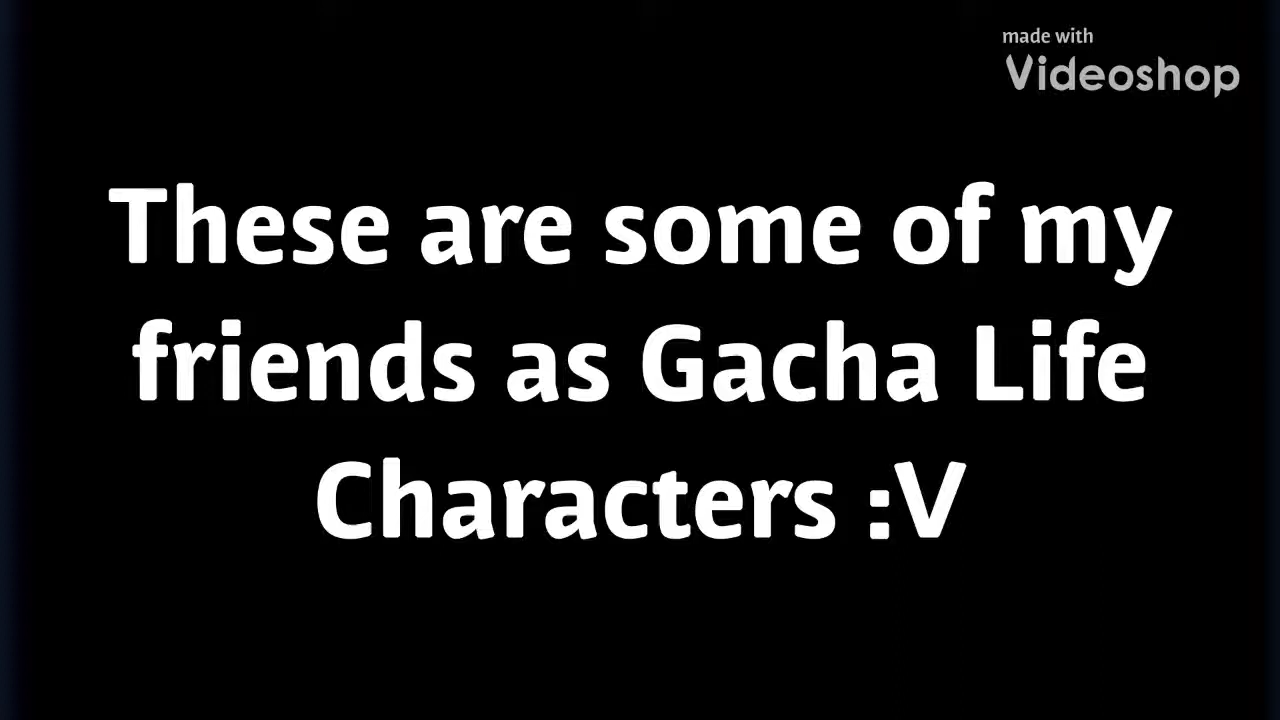 made with
Videoshop
These are some of my
friends as Gacha Life
Characters :V